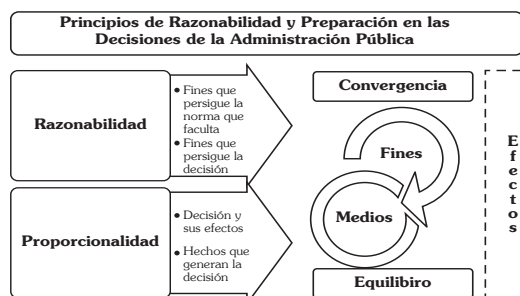 Principios de Razonabilidad y Preparación en las
Decisiones de la Administración Pública
Razonabilidad
• Fines que
persigue la
norma que
faculta
• Fines que
persigue la
decisión
Proporcionalidad
• Decisión y
sus efectos
• Hechos que
generan la
decisión
Convergencia
Fines
Medios
Equilibiro
E
f
e
c
t
o
s